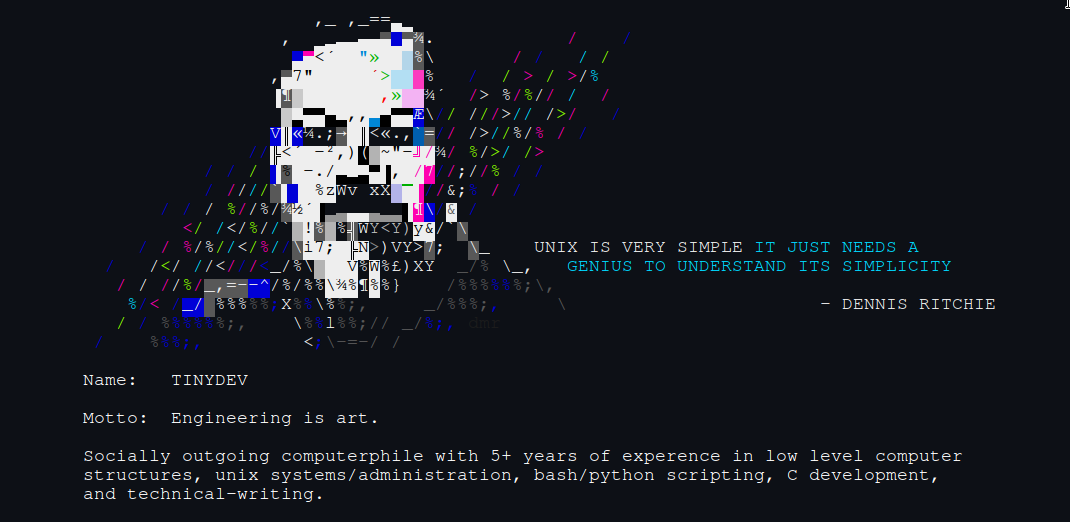 UNIX IS VERY SIMPLE IT JUST NEEDS A
GENIUS TO UNDERSTAND ITS SIMPLICITY
- DENNIS RITCHIE
dmr
Name: TINYDEV
Motto: Engineering is art.
Socially outgoing computerphile with 5+ years of experence in low level computer
structures, unix systems/administration, bash/python scripting, C development,
and technical-writing.